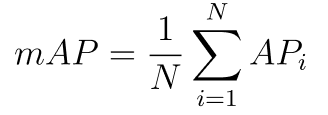 mAP = \frac{1}{N} \sum_{i=1}^{N} AP_i